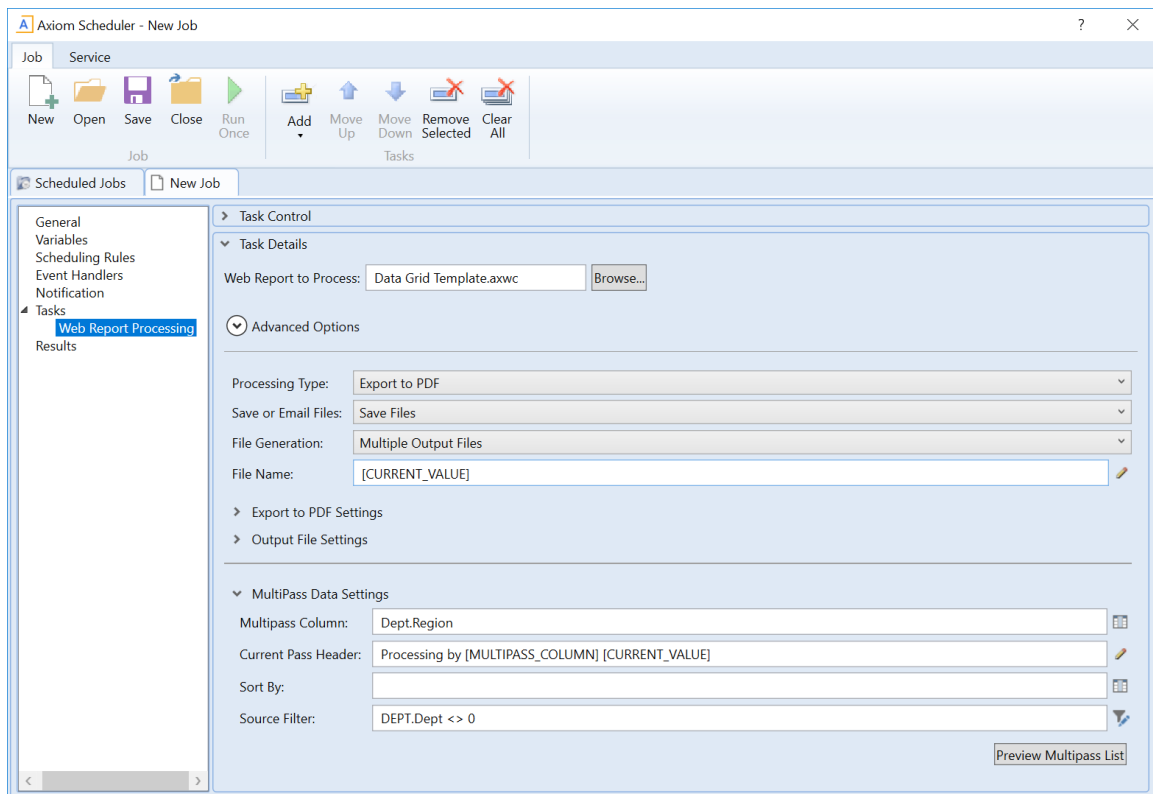 A Axiom Scheduler - New Job ?
Job Service
New Open Save Close Run Once Add Move Up Move Down Remove Selected Clear All
Job Tasks
Scheduled Jobs New Job
General
Variables
Scheduling Rules
Event Handlers
Notification
Tasks
Web Report Processing
Results
Task Control
Task Details
Web Report to Process: Data Grid Template.axwc Browse...
Advanced Options
Processing Type: Export to PDF
Save or Email Files: Save Files
File Generation: Multiple Output Files
File Name: [CURRENT_VALUE]
Export to PDF Settings
Output File Settings
MultiPass Data Settings
Multipass Column: Dept.Region
Current Pass Header: Processing by [MULTIPASS_COLUMN] [CURRENT_VALUE]
Sort By:
Source Filter: DEPT.Dept <> 0
Preview Multipass List